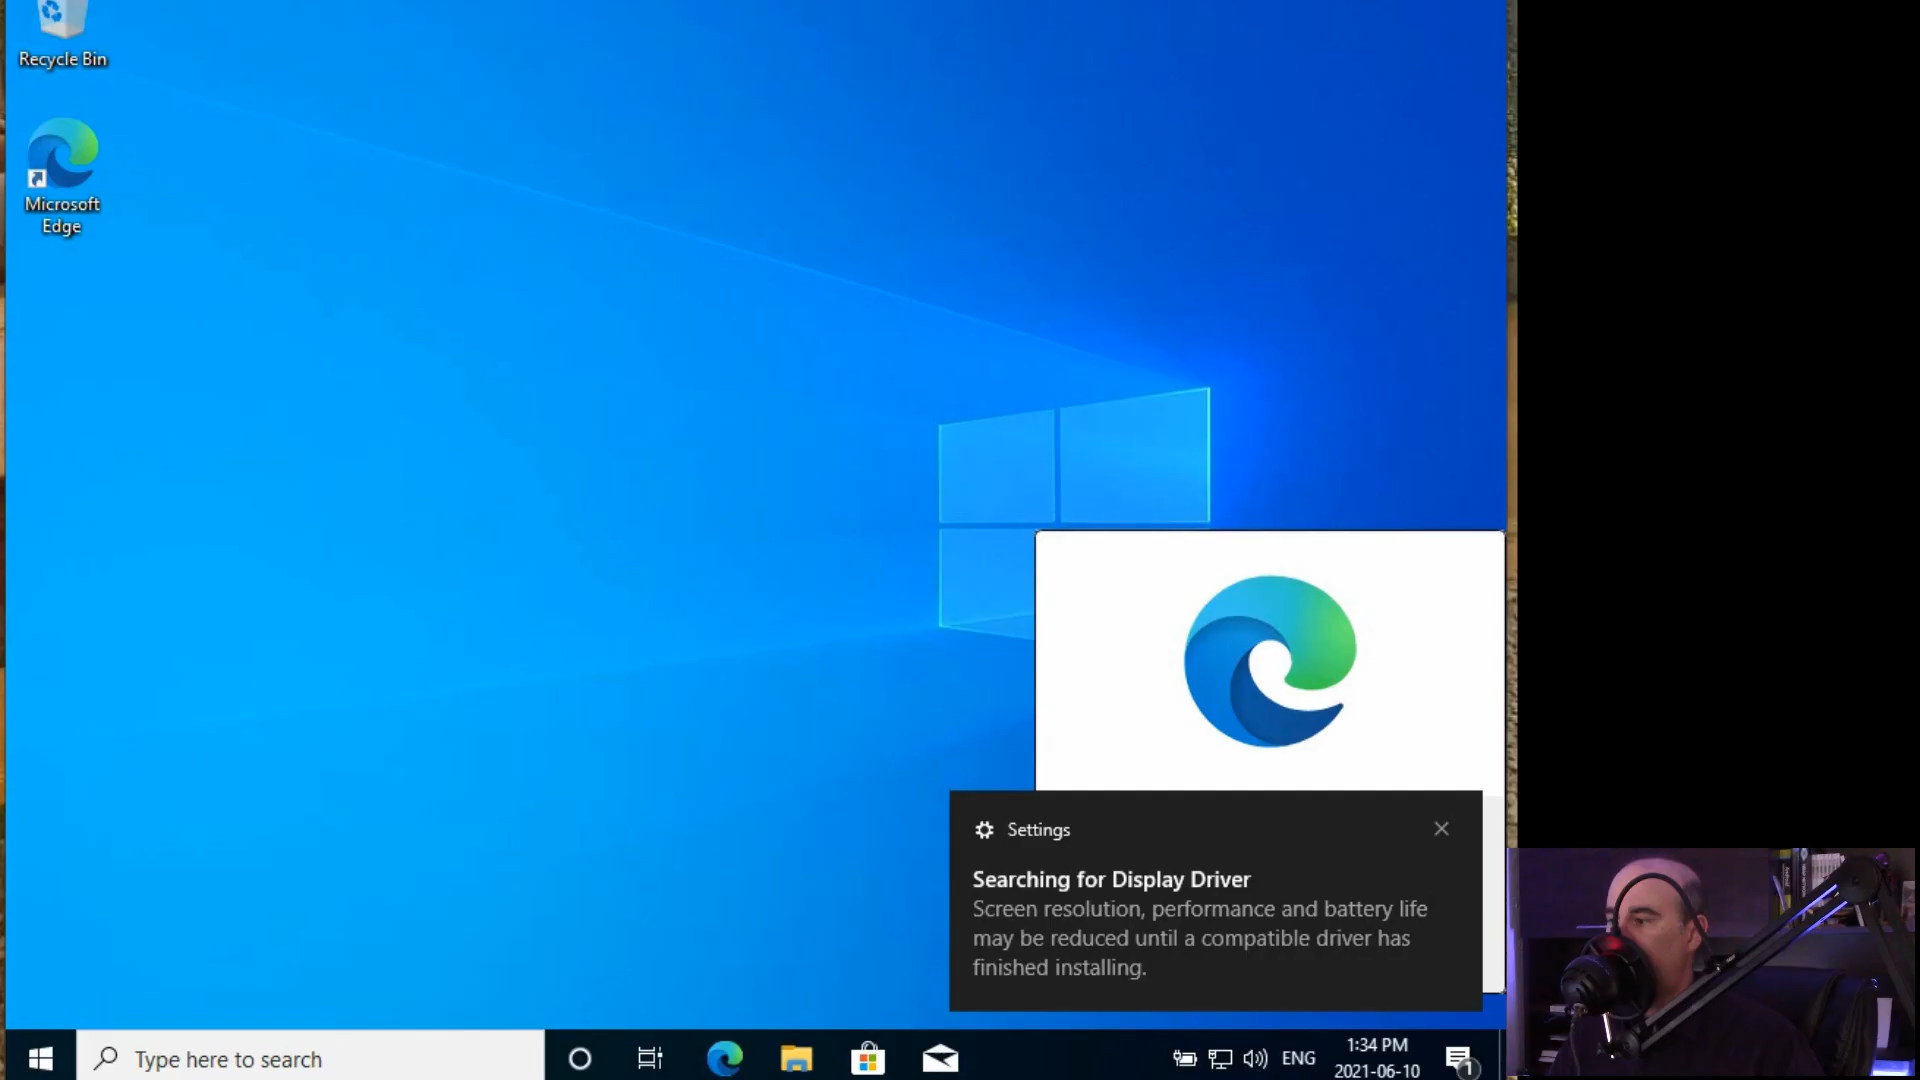 Recycle Bin
Microsoft
Edge
Settings
Searching for Display Driver
Screen resolution, performance and battery life
may be reduced until a compatible driver has
finished installing.
Type here to search
ENG
1:34 PM
2021-06-10
1